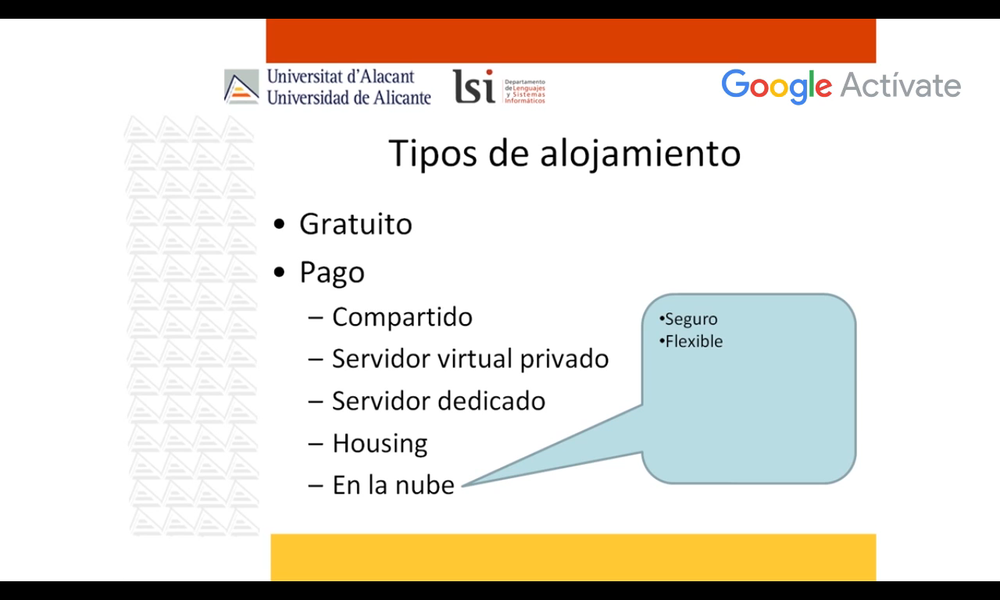 Universitat d'Alacant
Universidad de Alicante
lsi
Departamento
de Lenguajes
y Sistemas
Informáticos
Google Actívate
Tipos de alojamiento
• Gratuito
• Pago
– Compartido
– Servidor virtual privado
– Servidor dedicado
– Housing
– En la nube
•Seguro
•Flexible